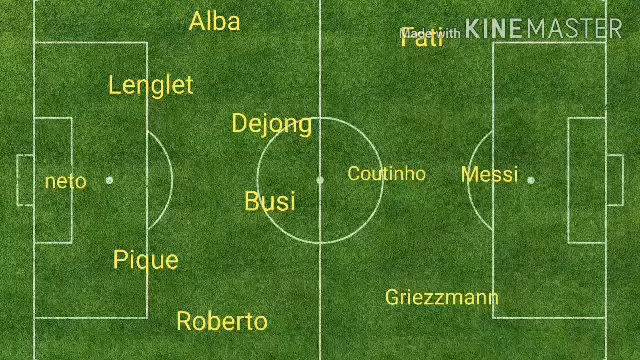 Alba
Fati
Made with KINEMASTER
Lenglet
Dejong
neto
Coutinho
Messi
Busi
Pique
Griezzmann
Roberto